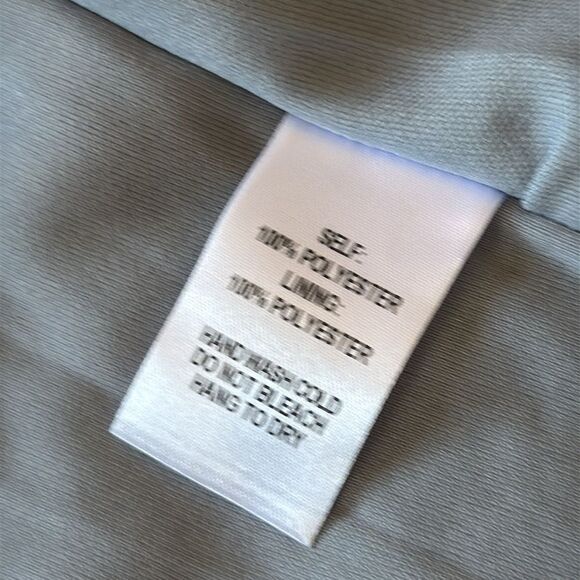 SELF:
100% POLYESTER
LINING:
100% POLYESTER
HAND WASH COLD
DO NOT BLEACH
HANG TO DRY